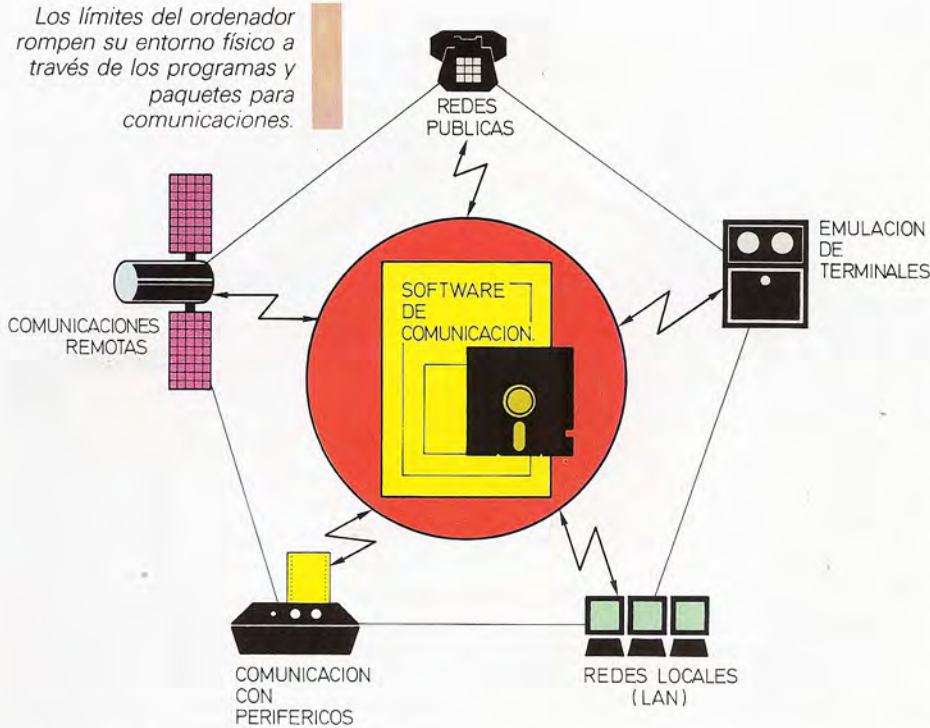 Los límites del ordenador
rompen su entorno físico a
través de los programas y
paquetes para
comunicaciones.
REDES
PUBLICAS
EMULACION
DE
TERMINALES
COMUNICACIONES
REMOTAS
SOFTWARE
DE
COMUNICACION.
COMUNICACION
CON
PERIFERICOS
REDES LOCALES
(LAN)